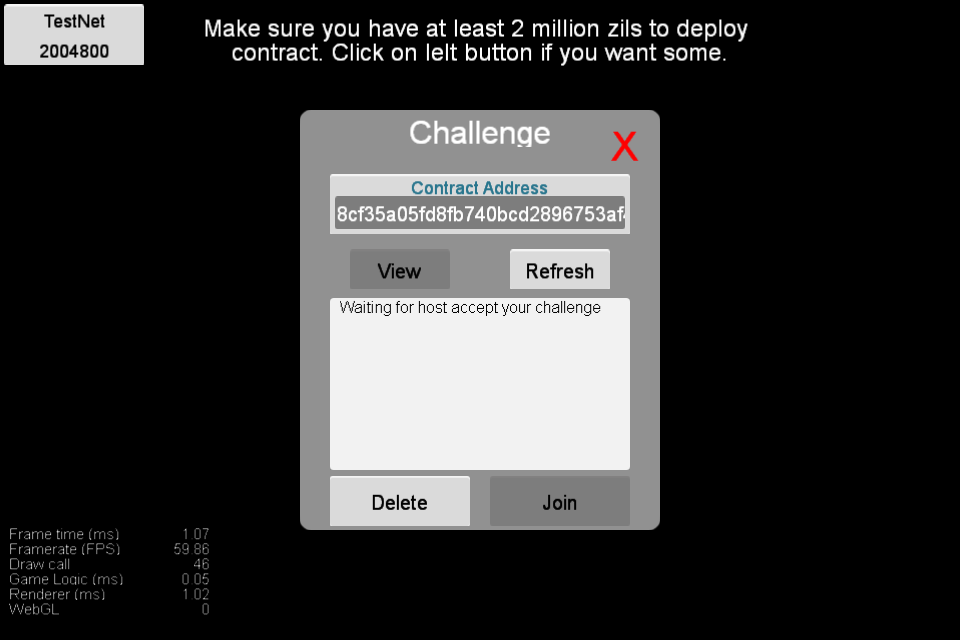 TestNet
2004800
Make sure you have at least 2 million zils to deploy
contract. Click on lelt button if you want some.
Challenge
X
Contract Address
8cf35a05fd8fb740bcd2896753af4
View
Refresh
Waiting for host accept your challenge
Delete
Join
Frame time (ms) 1.07
Framerate (FPS) 59.86
Draw call 46
Game Logic (ms) 0.05
Renderer (ms) 1.02
WebGL 0